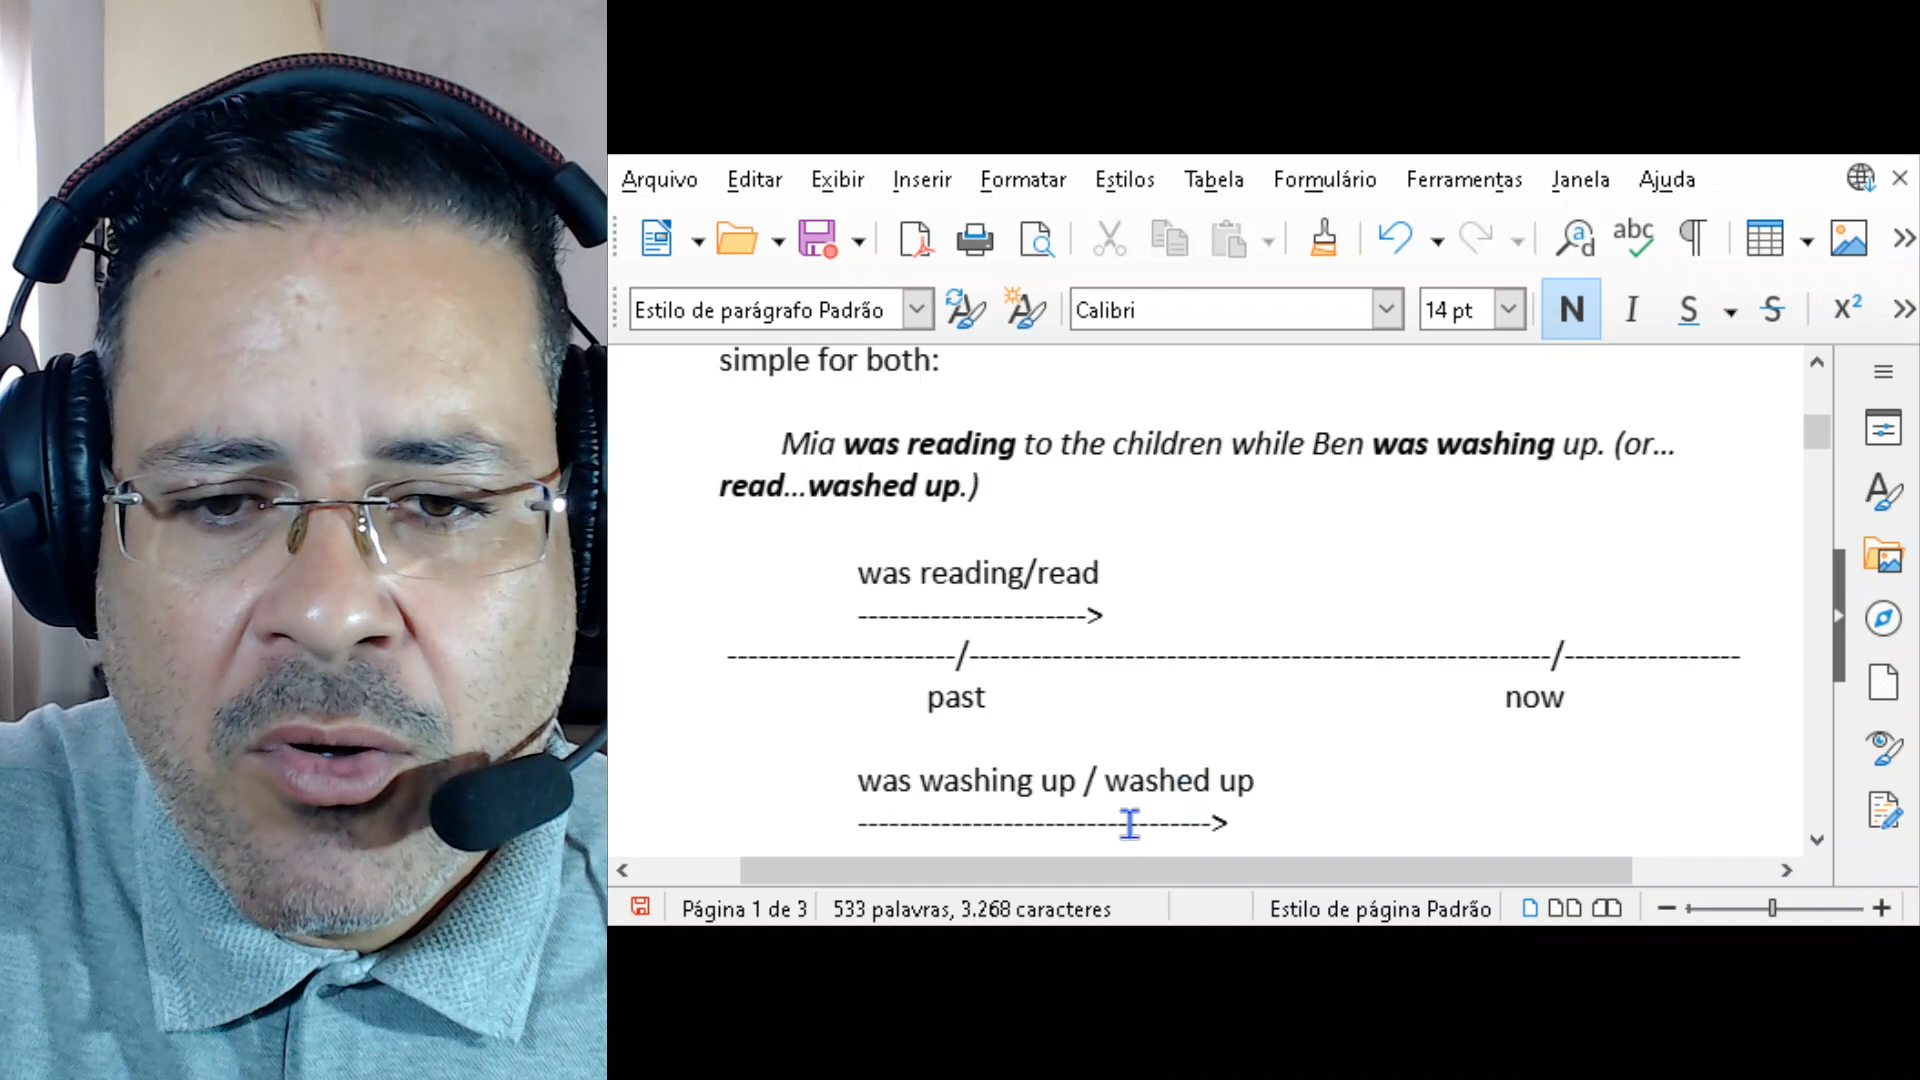 Arquivo Editar Exibir Inserir Formatar Estilos Tabela Formulário Ferramentas Janela Ajuda
Estilo de parágrafo Padrão Calibri 14 pt N I S S X²
simple for both:
Mia was reading to the children while Ben was washing up. (or...
read...washed up.)
was reading/read
---------------------->
----------------------/--------------------------------------------------------/-----------------
past now
was washing up / washed up
---------------------------------->
Página 1 de 3 533 palavras, 3.268 caracteres Estilo de página Padrão